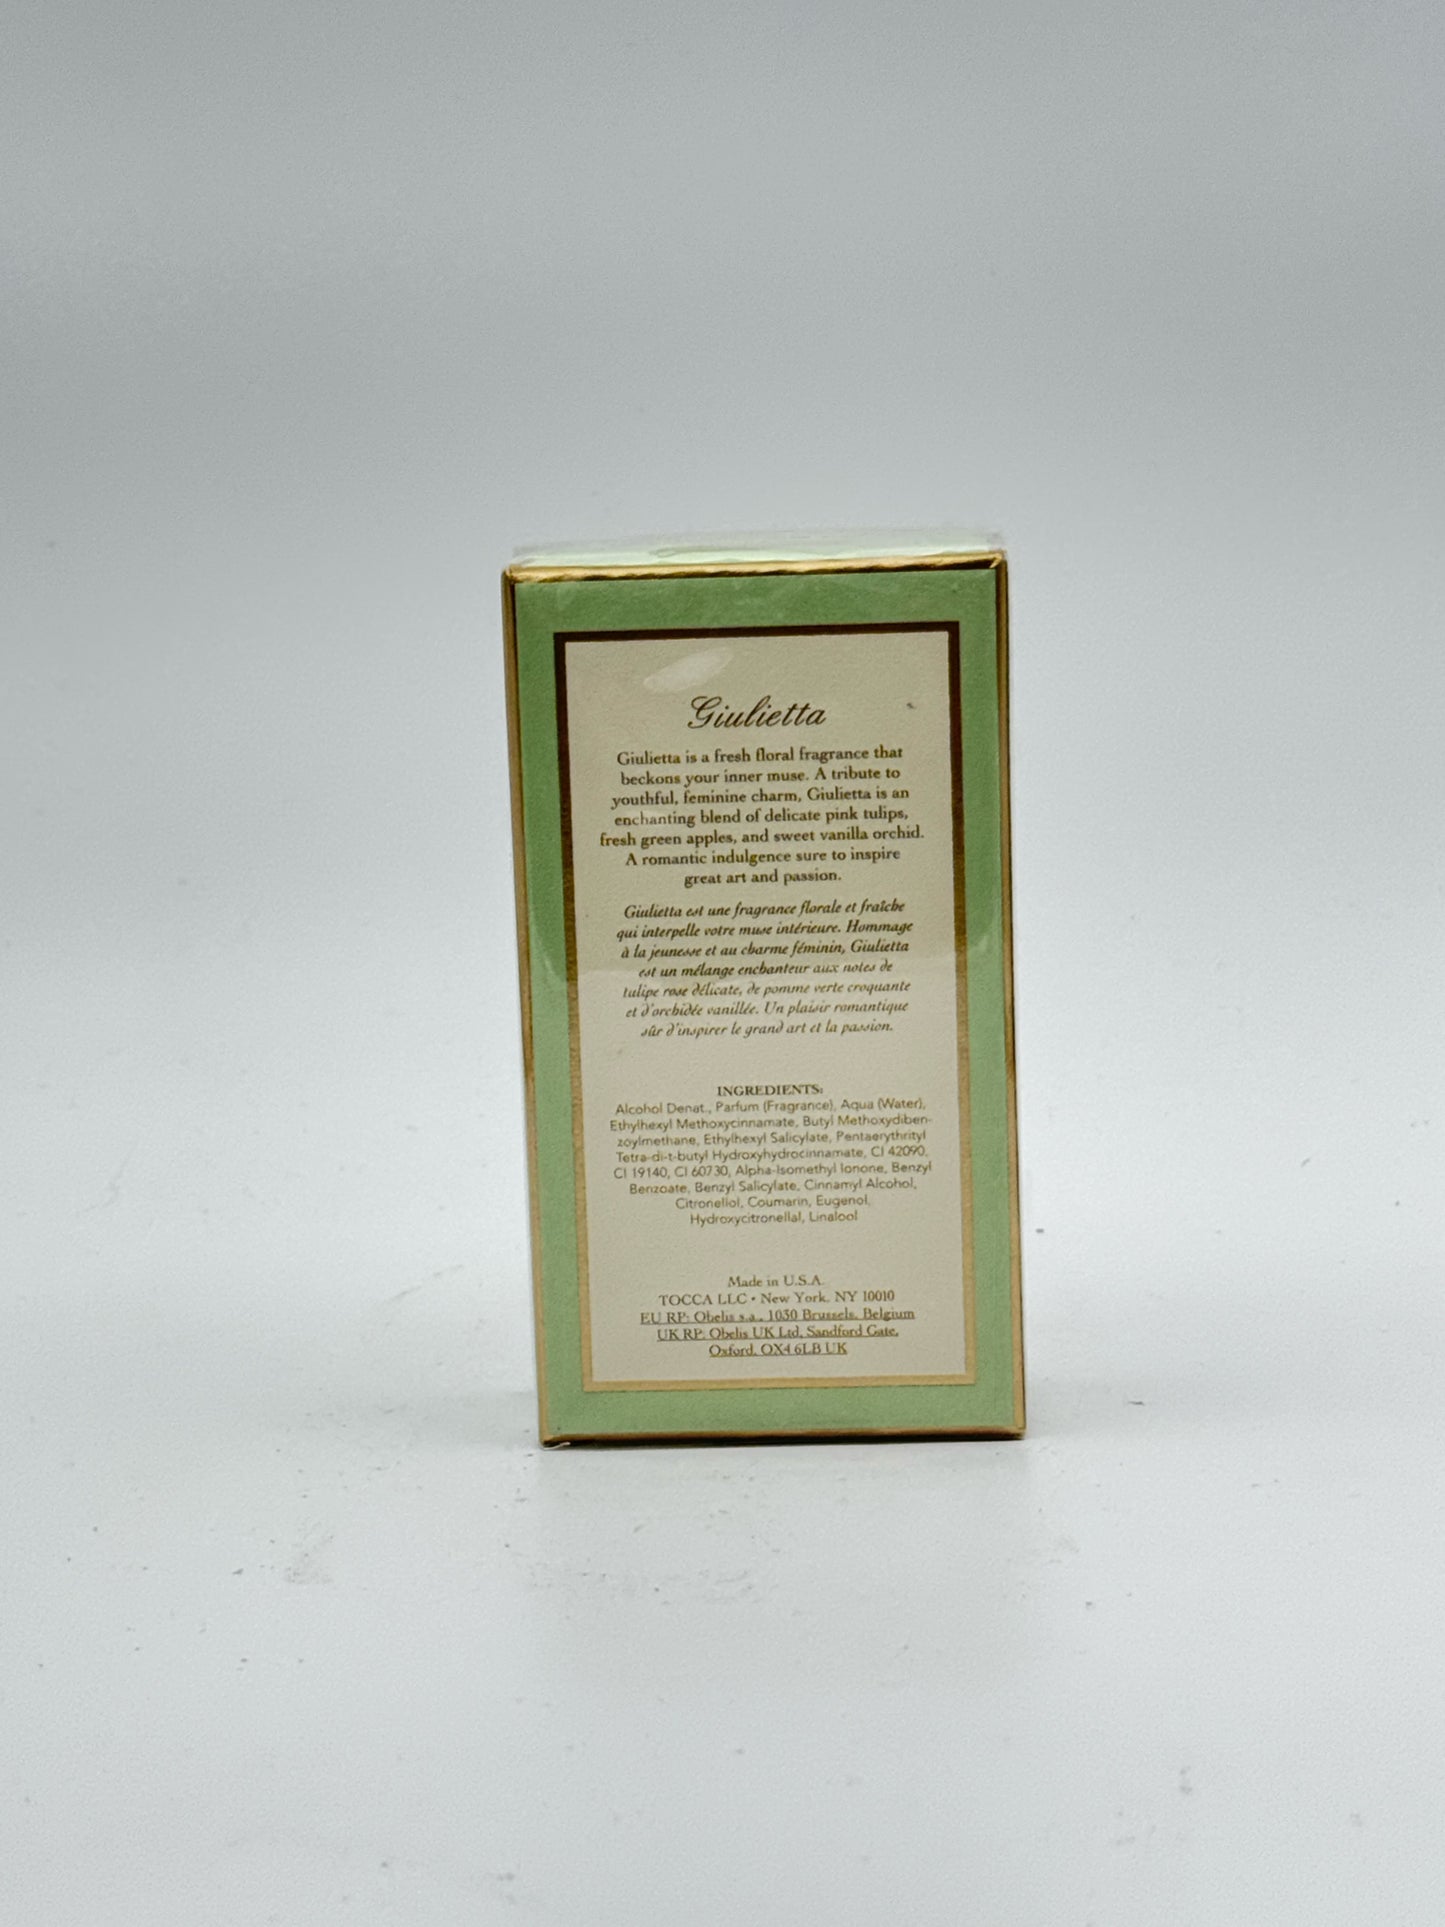 Giulietta
Giulietta is a fresh floral fragrance that
beckons your inner muse. A tribute to
youthful, feminine charm, Giulietta is an
enchanting blend of delicate pink tulips,
fresh green apples, and sweet vanilla orchid.
A romantic indulgence sure to inspire
great art and passion.
Giulietta est une fragrance florale et fraîche
qui interpelle votre muse intérieure. Hommage
à la jeunesse et au charme féminin, Giulietta
est un mélange enchanteur aux notes de
tulipe rose délicate, de pomme verte croquante
et d'orchidée vanillée. Un plaisir romantique
sûr d'inspirer le grand art et la passion.
INGREDIENTS:
Alcohol Denat., Parfum (Fragrance), Aqua (Water),
Ethylhexyl Methoxycinnamate, Butyl Methoxydiben-
zoylmethane, Ethylhexyl Salicylate, Pentaerythrityl
Tetra-di-t-butyl Hydroxyhydrocinnamate, CI 42090,
CI 19140, CI 60730, Alpha-Isomethyl Ionone, Benzyl
Benzoate, Benzyl Salicylate, Cinnamyl Alcohol,
Citronellol, Coumarin, Eugenol,
Hydroxycitronellal, Linalool
Made in U.S.A.
TOCCA LLC • New York, NY 10010
EU RP: Obelis s.a., 1030 Brussels, Belgium
UK RP: Obelis UK Ltd, Sandford Gate,
Oxford, OX4 6LB UK